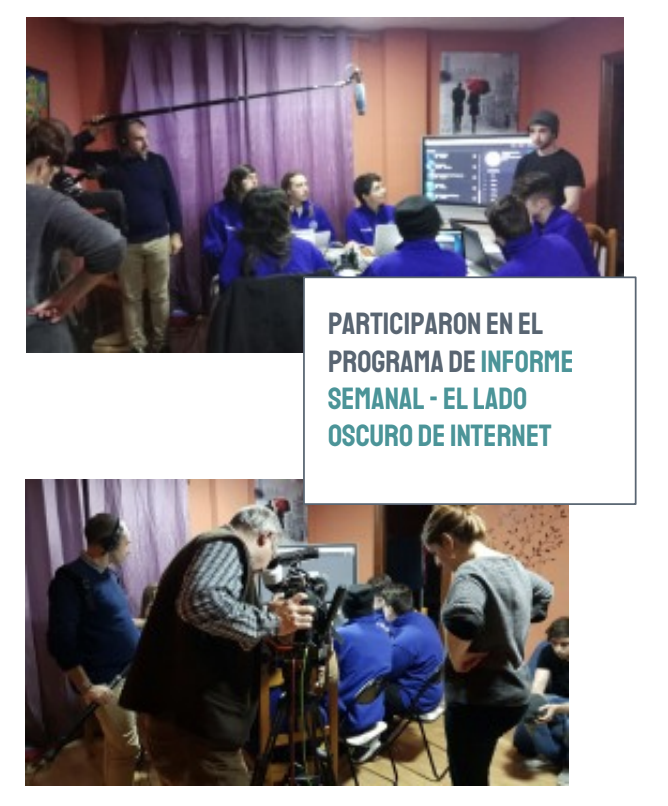 PARTICIPARON EN EL
PROGRAMA DE INFORME
SEMANAL - EL LADO
OSCURO DE INTERNET